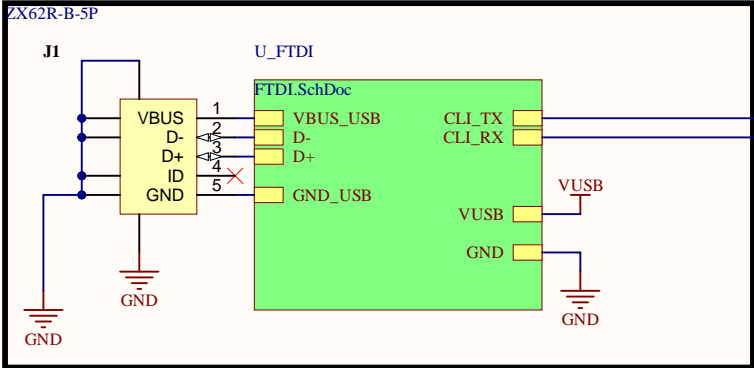 ZX62R-B-5P
J1
U_FTDI
FTDI.SchDoc
VBUS 1 VBUS_USB CLI_TX
D- 2 D- CLI_RX
D+ 3 D+
ID 4
GND 5 GND_USB
VUSB VUSB
GND
GND
GND
GND